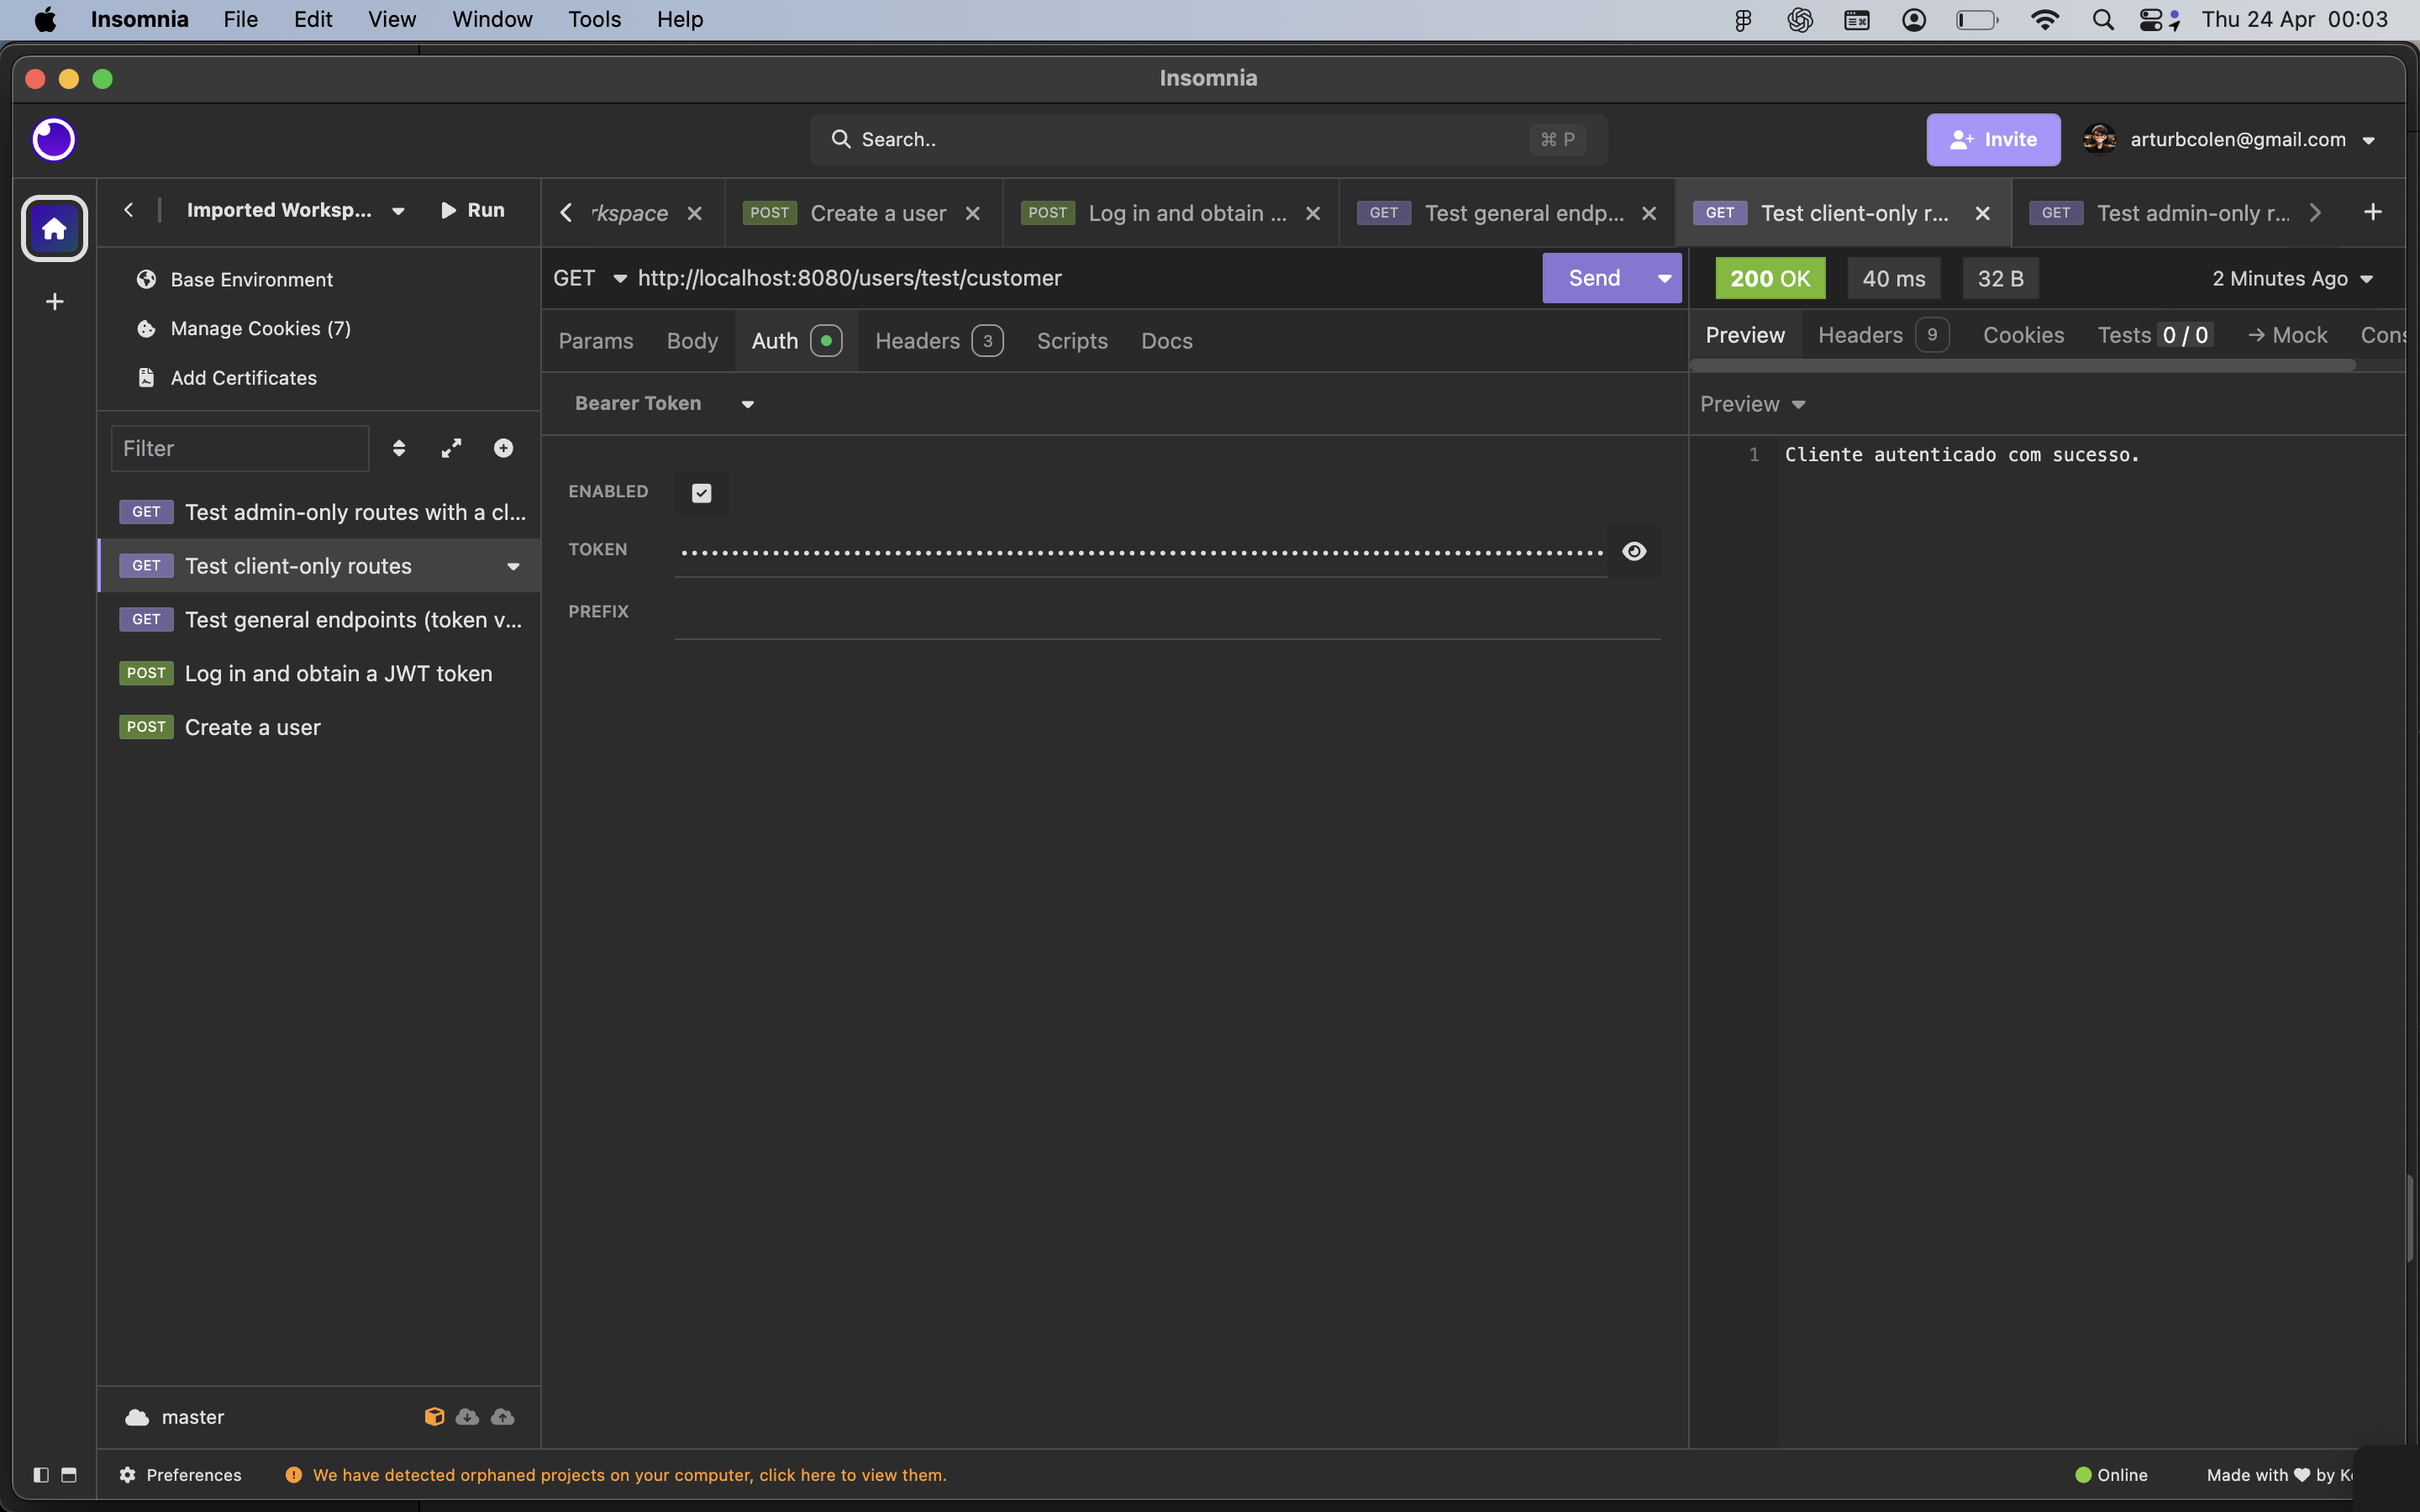 Insomnia File Edit View Window Tools Help
Thu 24 Apr 00:03
Insomnia
Search..
⌘ P
Invite
arturbcolen@gmail.com
Imported Worksp...
Run
rkspace
POST Create a user
POST Log in and obtain ...
GET Test general endp...
GET Test client-only r...
GET Test admin-only r...
Base Environment
Manage Cookies (7)
Add Certificates
Filter
GET Test admin-only routes with a cl...
GET Test client-only routes
GET Test general endpoints (token v...
POST Log in and obtain a JWT token
POST Create a user
master
GET http://localhost:8080/users/test/customer
Send
Params Body Auth Headers 3 Scripts Docs
Bearer Token
ENABLED
TOKEN ••••••••••••••••••••••••••••••••••••••••••••••••••••••••••••••••••••••••••••••••••••••••••
PREFIX
200 OK 40 ms 32 B 2 Minutes Ago
Preview Headers 9 Cookies Tests 0 / 0 → Mock Cons
Preview
1 Cliente autenticado com sucesso.
Preferences
We have detected orphaned projects on your computer, click here to view them.
Online
Made with ♥ by K